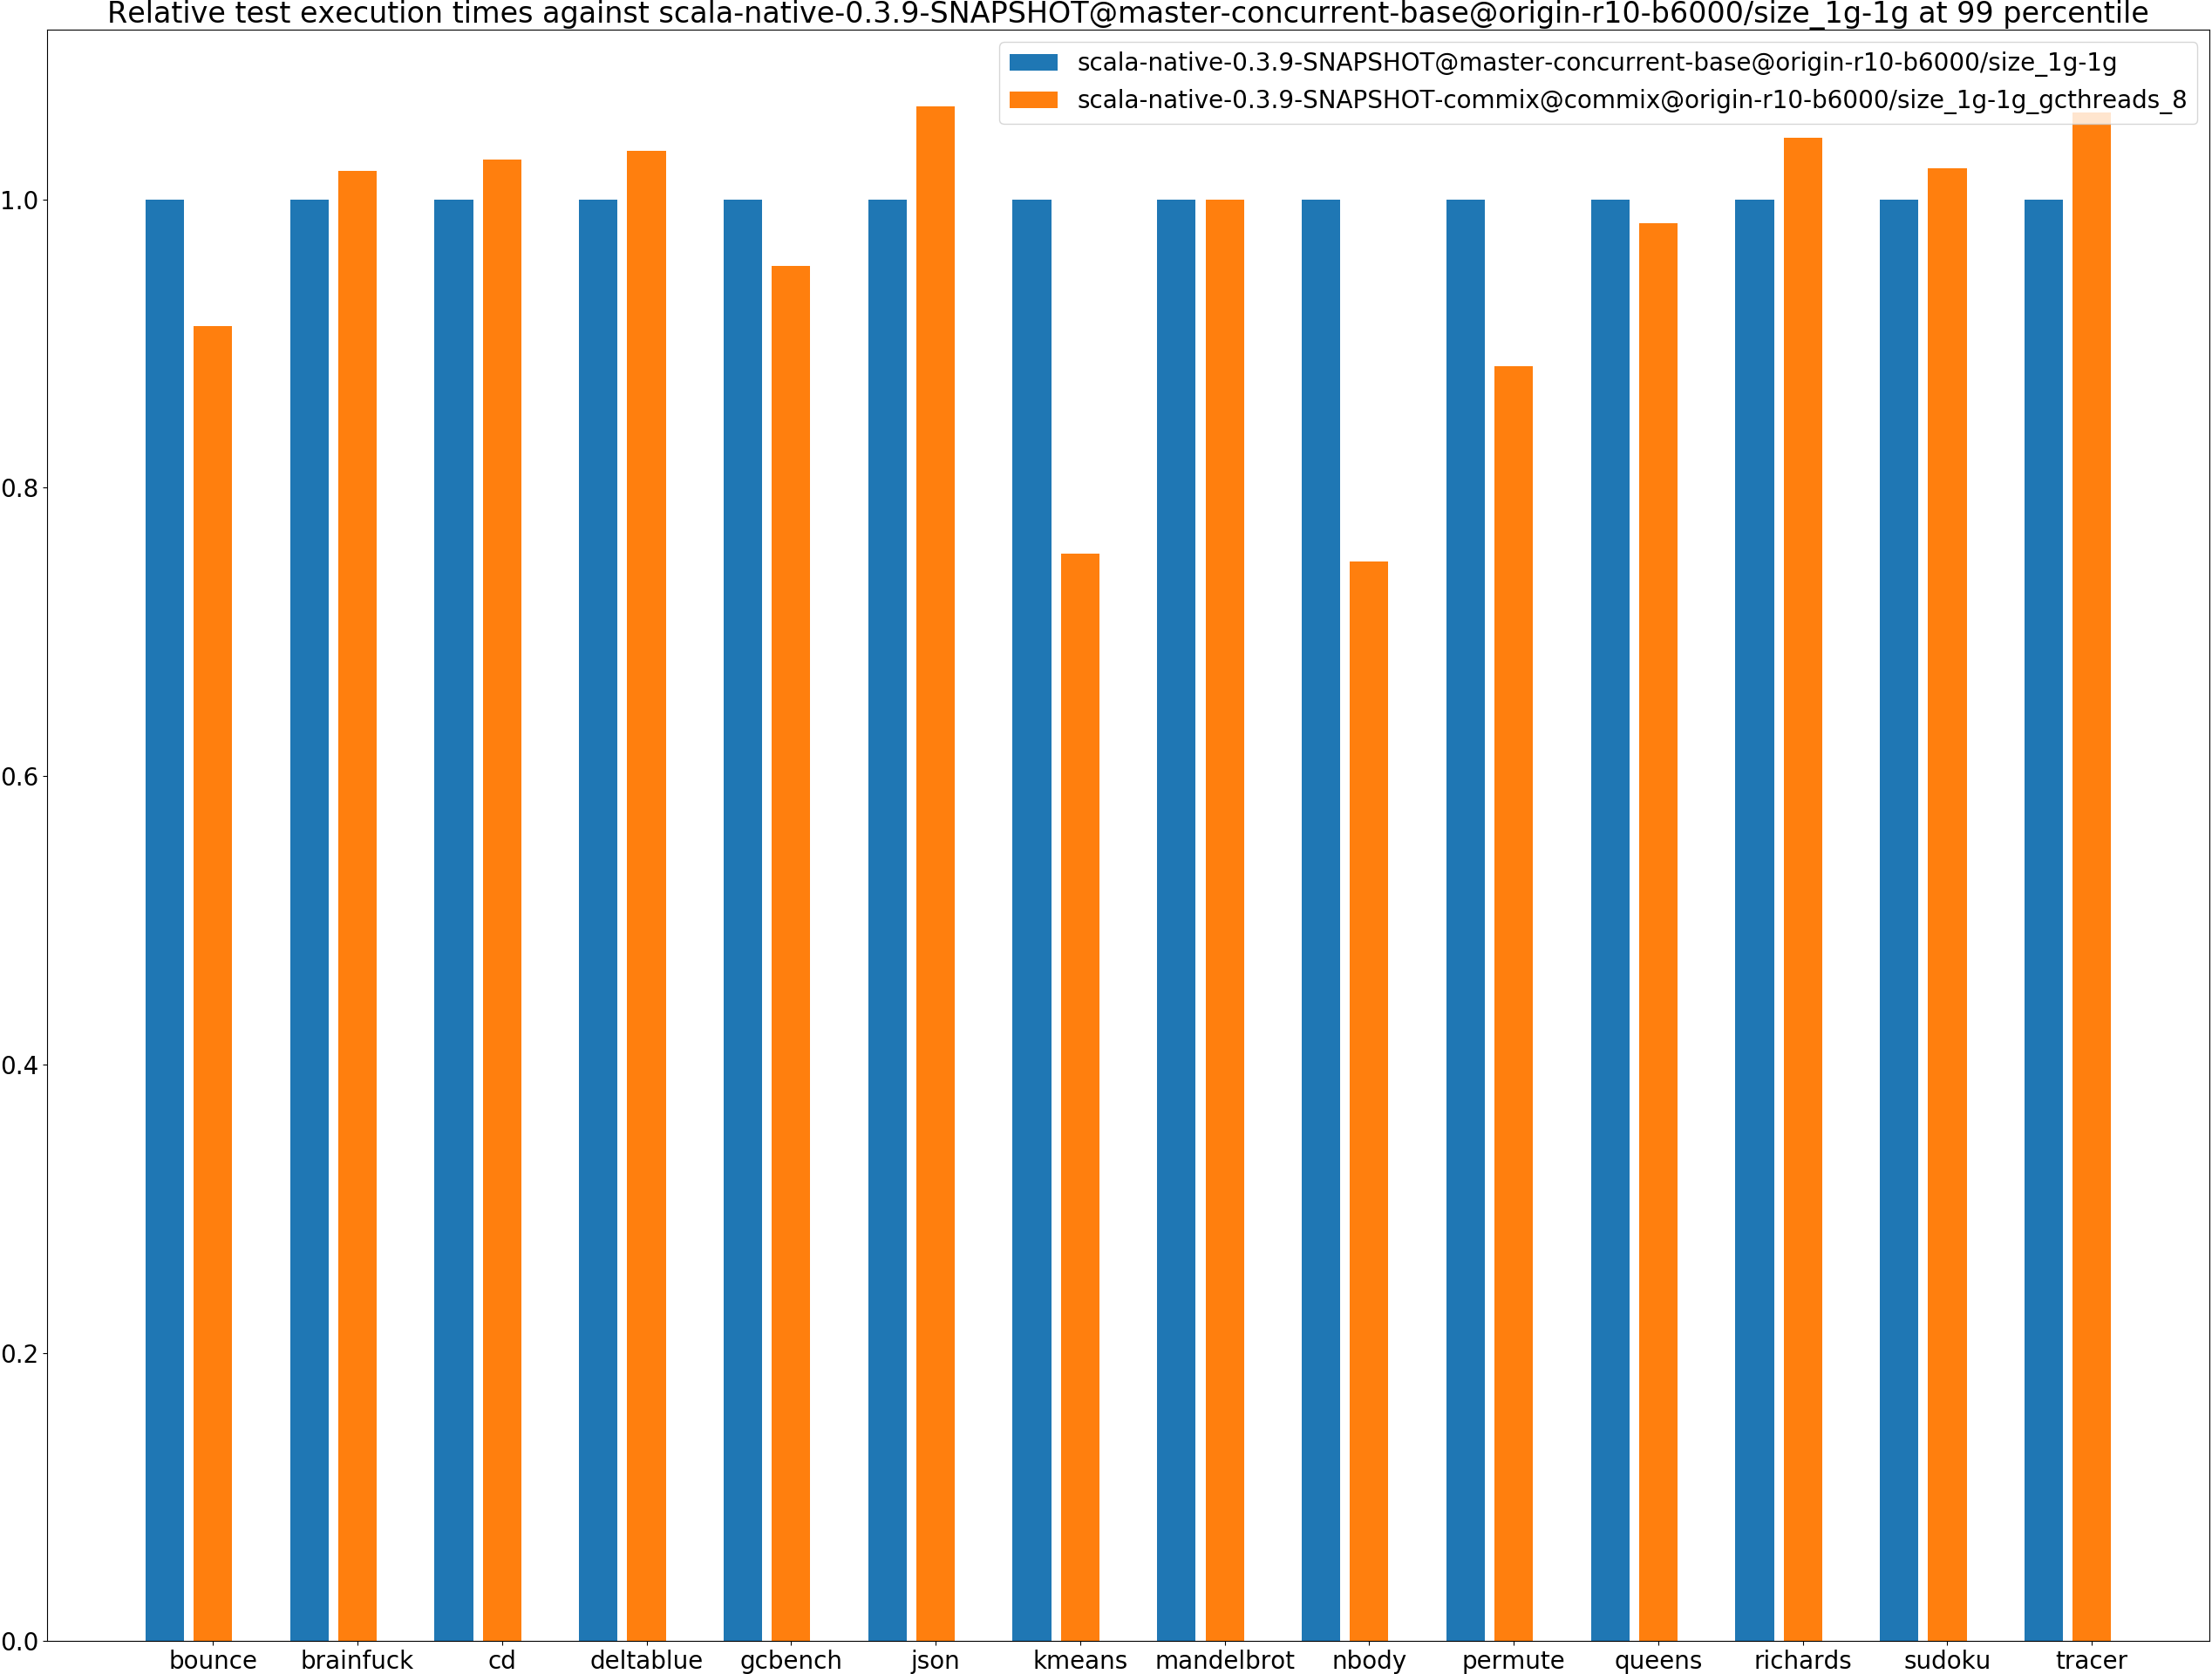 Relative test execution times against scala-native-0.3.9-SNAPSHOT@master-concurrent-base@origin-r10-b6000/size_1g-1g at 99 percentile
scala-native-0.3.9-SNAPSHOT@master-concurrent-base@origin-r10-b6000/size_1g-1g
scala-native-0.3.9-SNAPSHOT-commix@commix@origin-r10-b6000/size_1g-1g_gcthreads_8
1.0
0.8
0.6
0.4
0.2
0.0
bounce brainfuck cd deltablue gcbench json kmeans mandelbrot nbody permute queens richards sudoku tracer